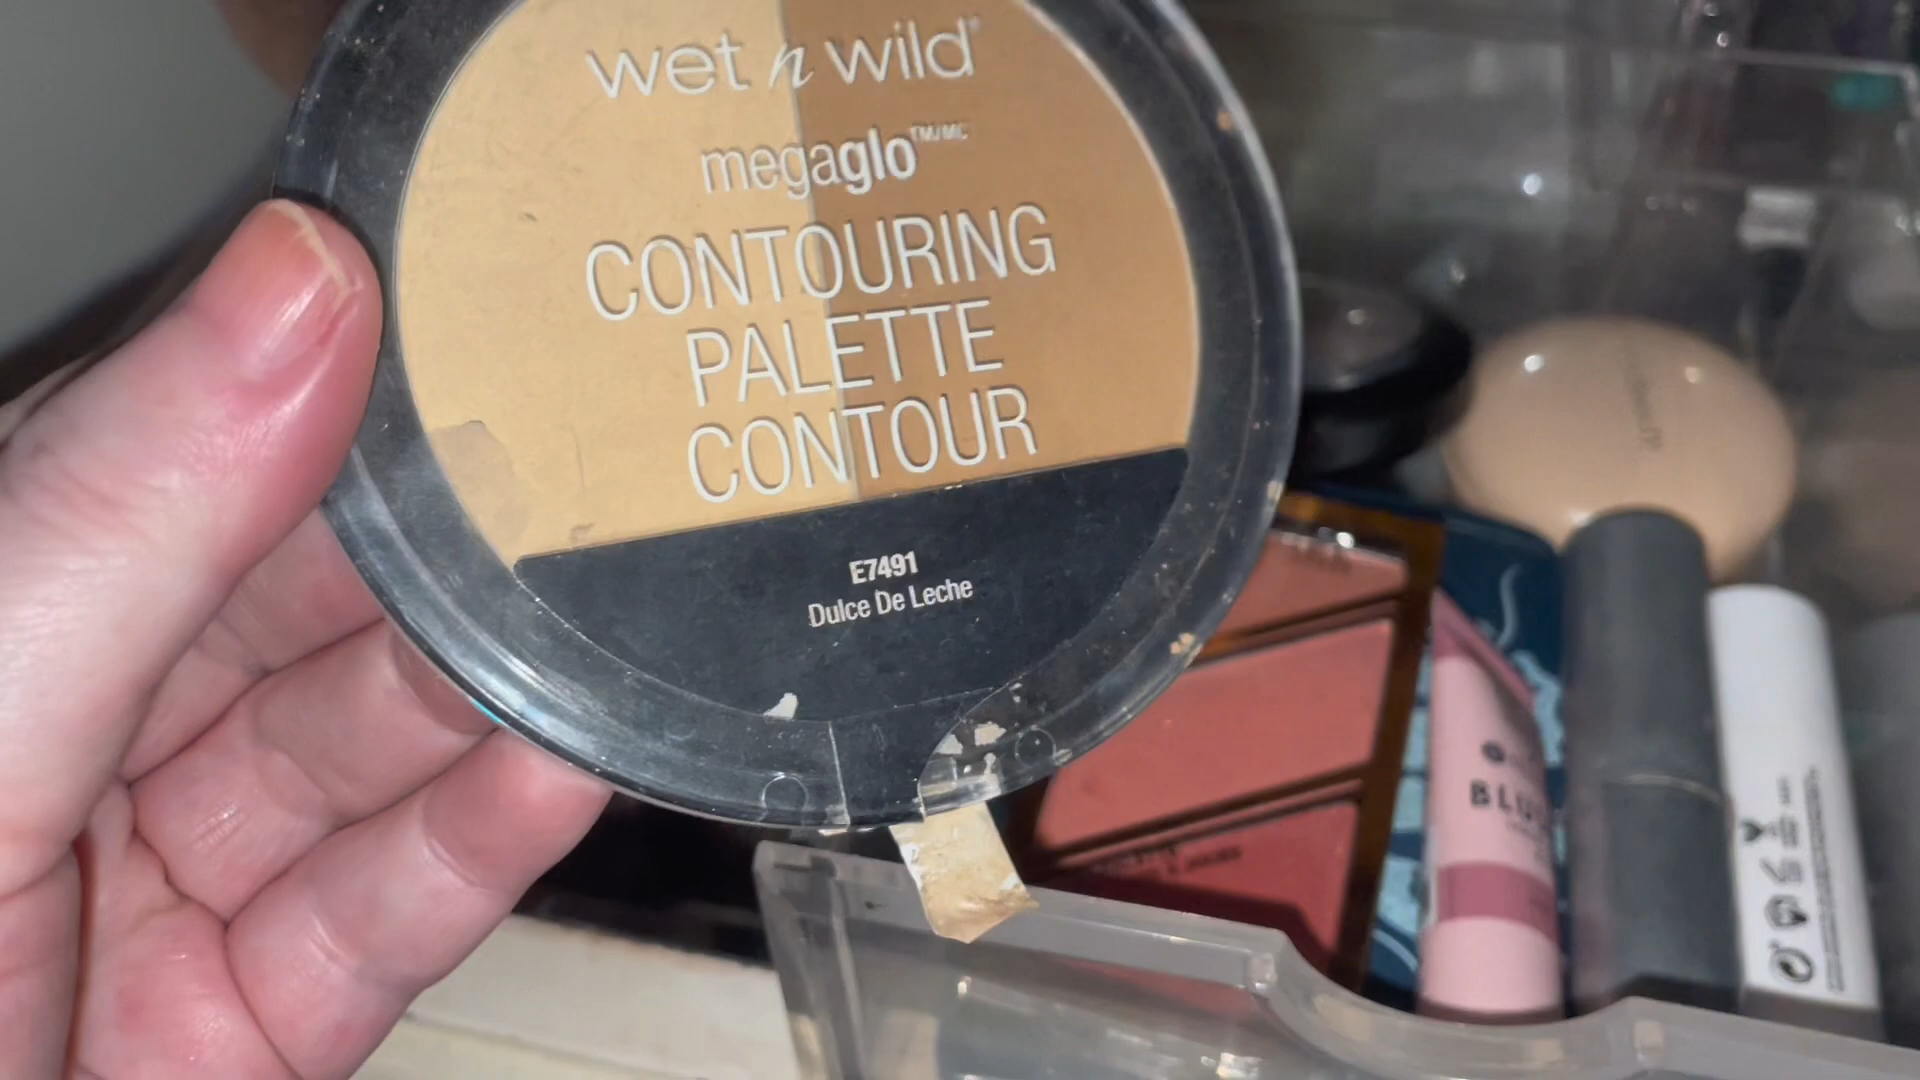 wet n wild®
megaglo™/MC
CONTOURING
PALETTE
CONTOUR
E7491
Dulce De Leche